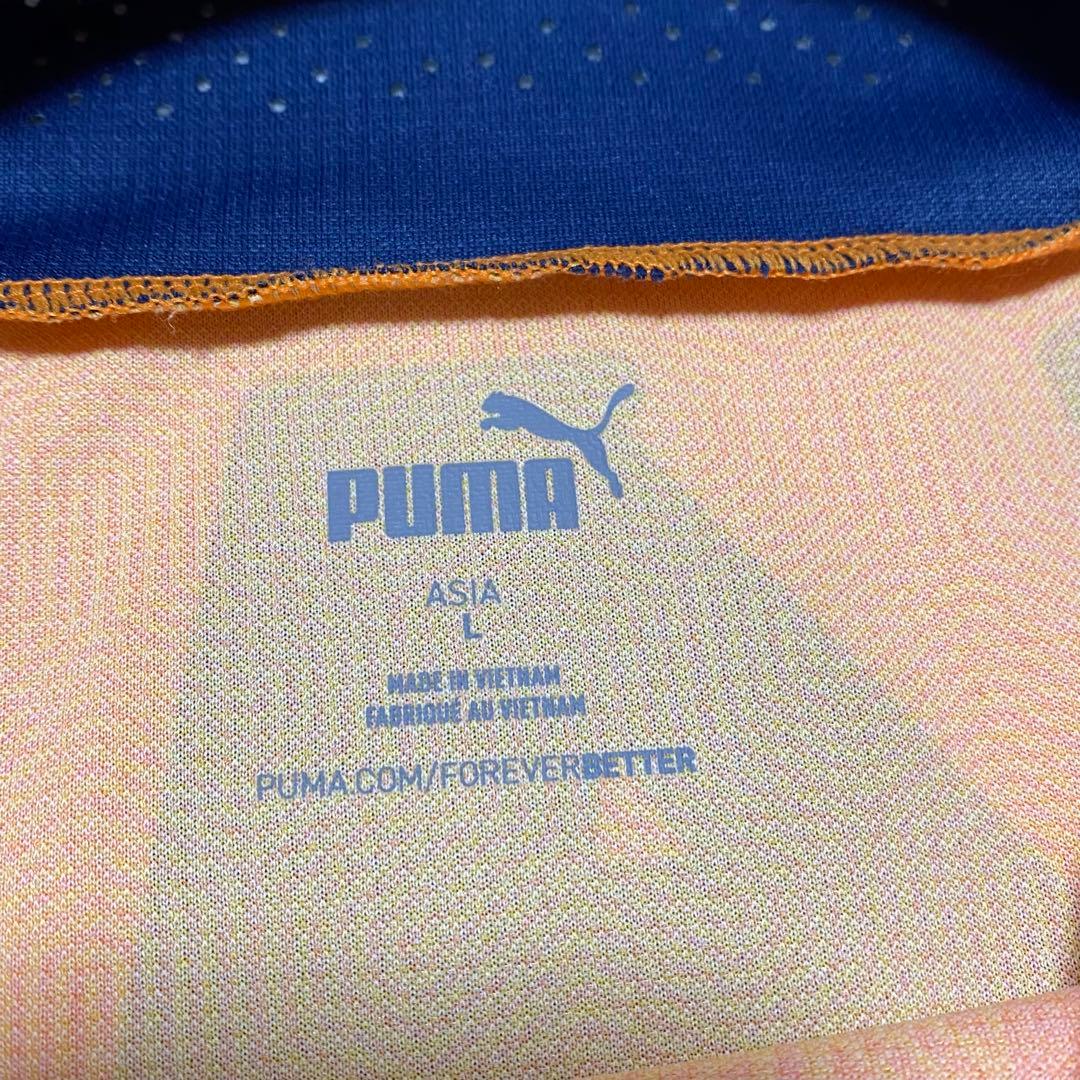 PUMA
ASIA
L
MADE IN VIETNAM
FABRIQUÉ AU VIETNAM
PUMA.COM/FOREVERBETTER